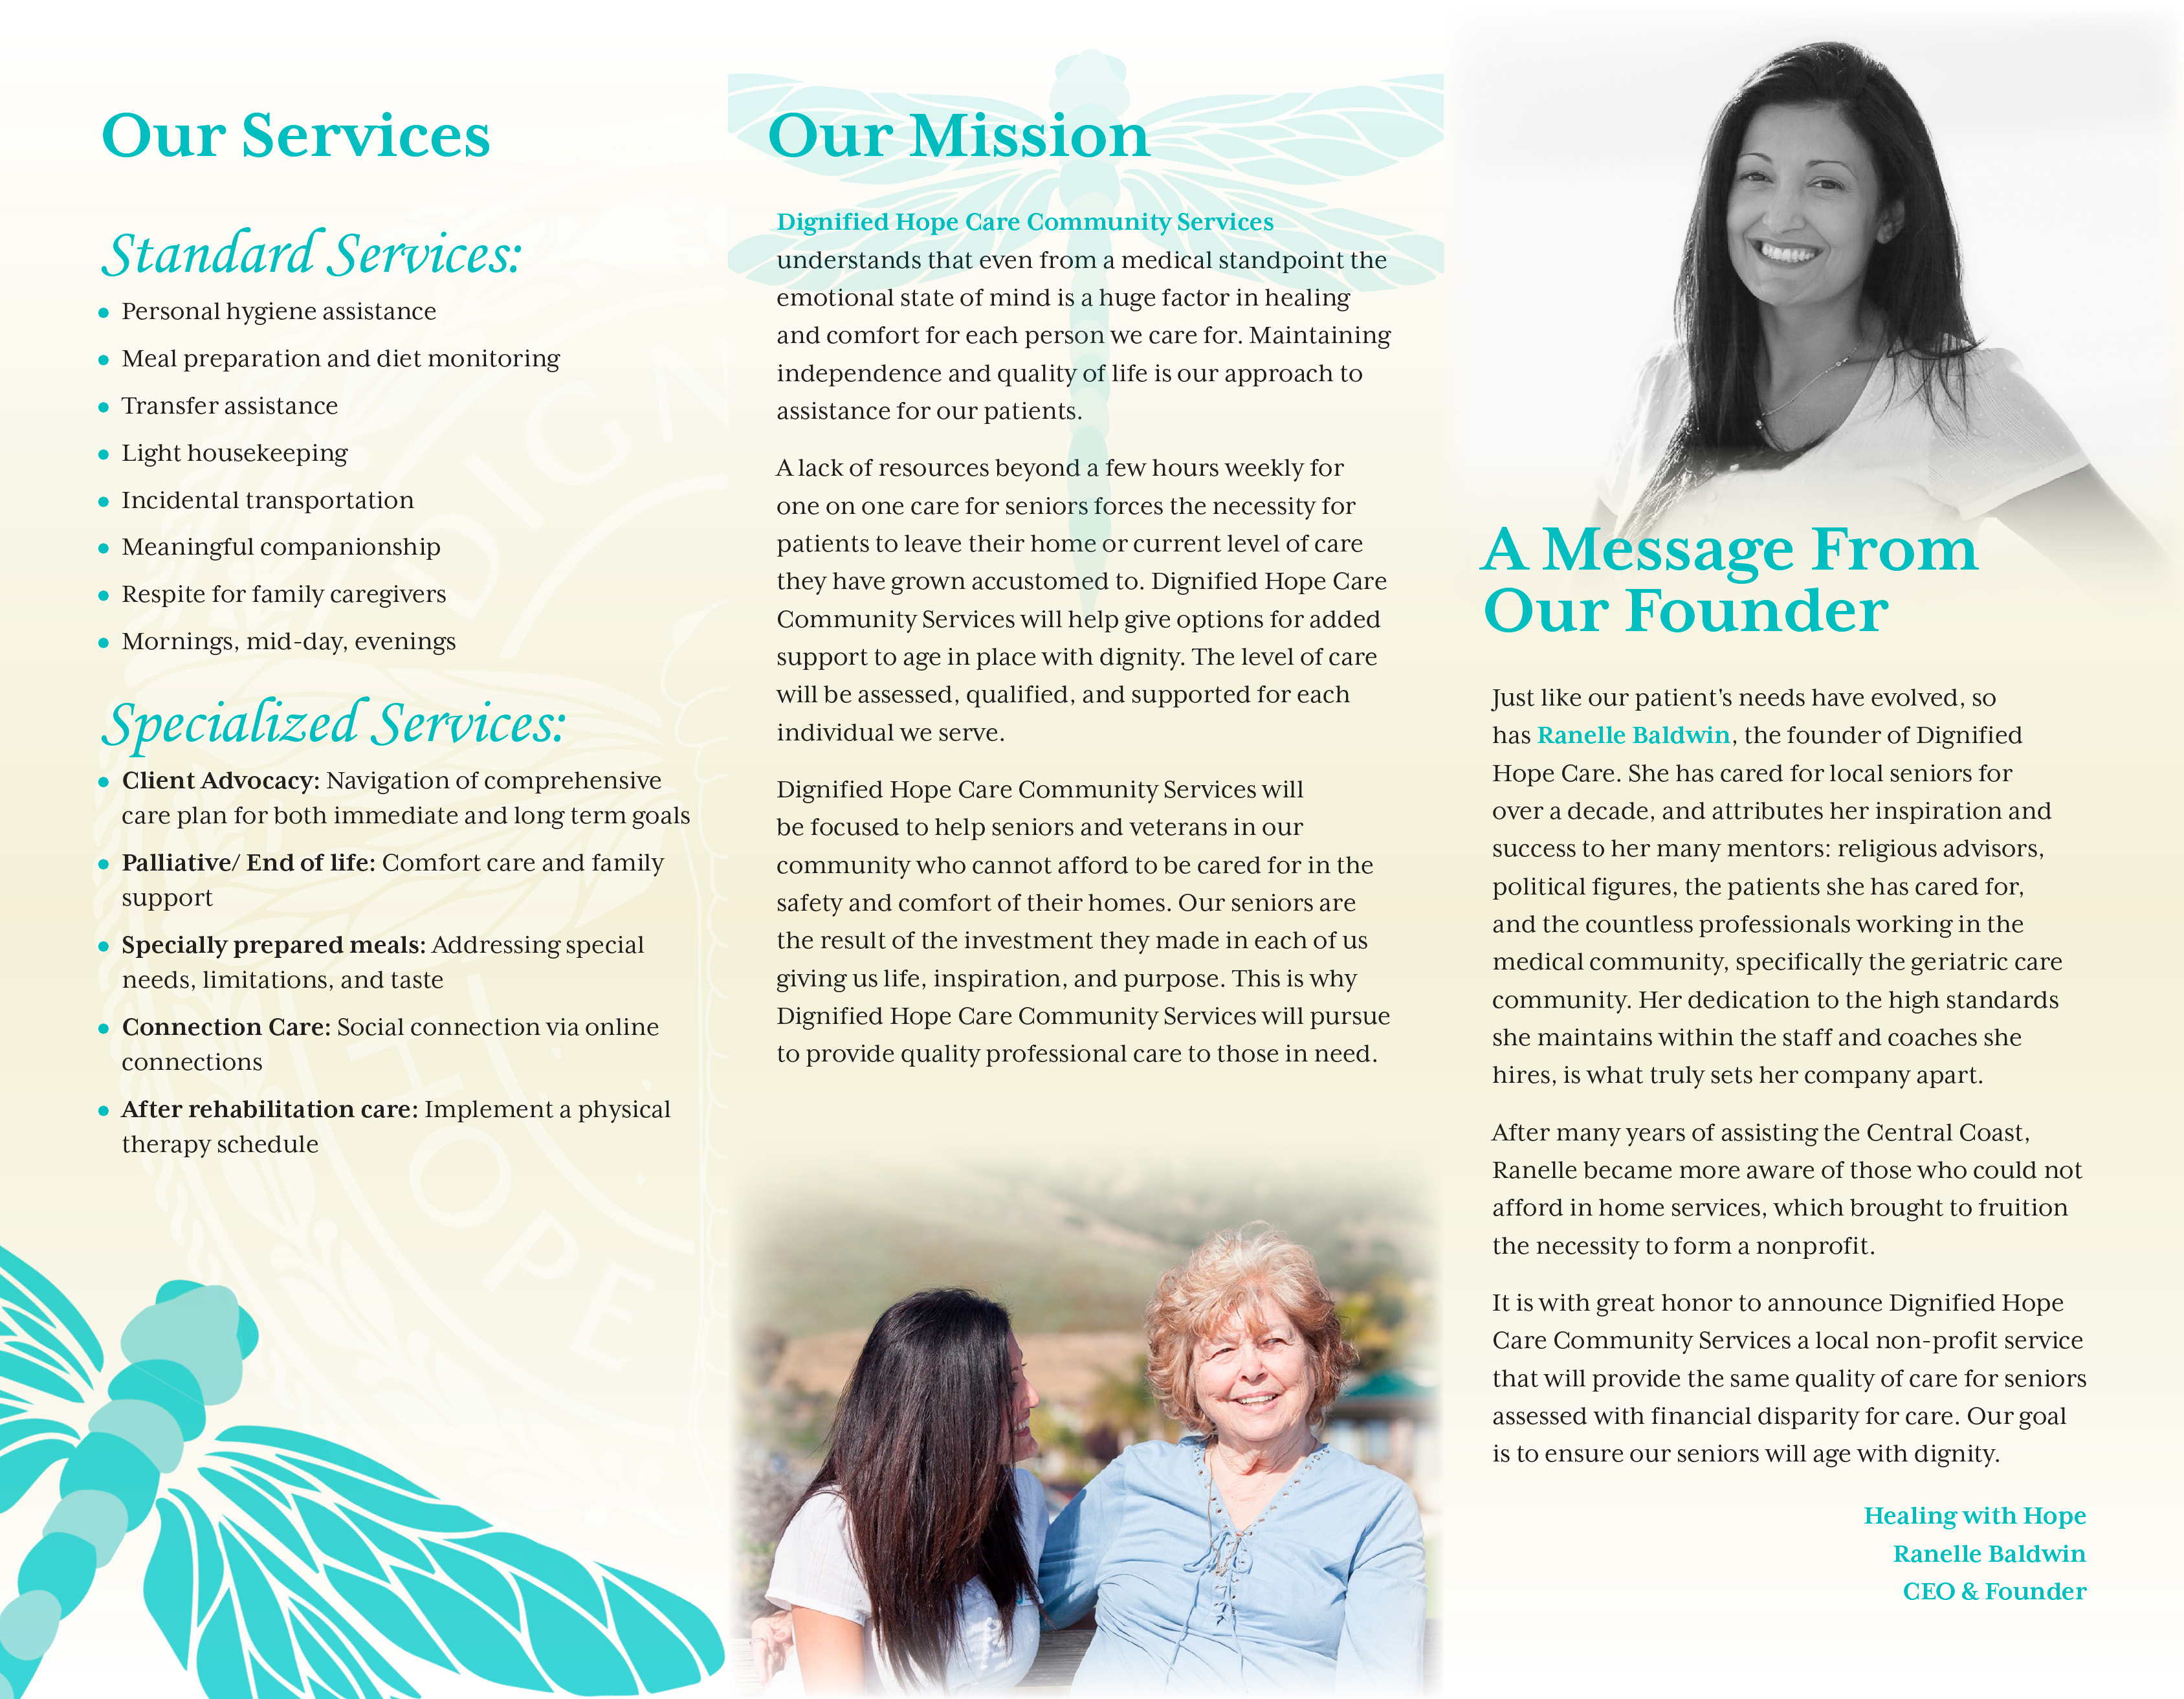 Our Services
Standard Services:
• Personal hygiene assistance
• Meal preparation and diet monitoring
• Transfer assistance
• Light housekeeping
• Incidental transportation
• Meaningful companionship
• Respite for family caregivers
• Mornings, mid-day, evenings
Specialized Services:
• Client Advocacy: Navigation of comprehensive
care plan for both immediate and long term goals
• Palliative/ End of life: Comfort care and family
support
• Specially prepared meals: Addressing special
needs, limitations, and taste
• Connection Care: Social connection via online
connections
• After rehabilitation care: Implement a physical
therapy schedule
DIGN
HOPE
Our Mission
Dignified Hope Care Community Services
understands that even from a medical standpoint the
emotional state of mind is a huge factor in healing
and comfort for each person we care for. Maintaining
independence and quality of life is our approach to
assistance for our patients.
A lack of resources beyond a few hours weekly for
one on one care for seniors forces the necessity for
patients to leave their home or current level of care
they have grown accustomed to. Dignified Hope Care
Community Services will help give options for added
support to age in place with dignity. The level of care
will be assessed, qualified, and supported for each
individual we serve.
Dignified Hope Care Community Services will
be focused to help seniors and veterans in our
community who cannot afford to be cared for in the
safety and comfort of their homes. Our seniors are
the result of the investment they made in each of us
giving us life, inspiration, and purpose. This is why
Dignified Hope Care Community Services will pursue
to provide quality professional care to those in need.
A Message From
Our Founder
Just like our patient's needs have evolved, so
has Ranelle Baldwin, the founder of Dignified
Hope Care. She has cared for local seniors for
over a decade, and attributes her inspiration and
success to her many mentors: religious advisors,
political figures, the patients she has cared for,
and the countless professionals working in the
medical community, specifically the geriatric care
community. Her dedication to the high standards
she maintains within the staff and coaches she
hires, is what truly sets her company apart.
After many years of assisting the Central Coast,
Ranelle became more aware of those who could not
afford in home services, which brought to fruition
the necessity to form a nonprofit.
It is with great honor to announce Dignified Hope
Care Community Services a local non-profit service
that will provide the same quality of care for seniors
assessed with financial disparity for care. Our goal
is to ensure our seniors will age with dignity.
Healing with Hope
Ranelle Baldwin
CEO & Founder